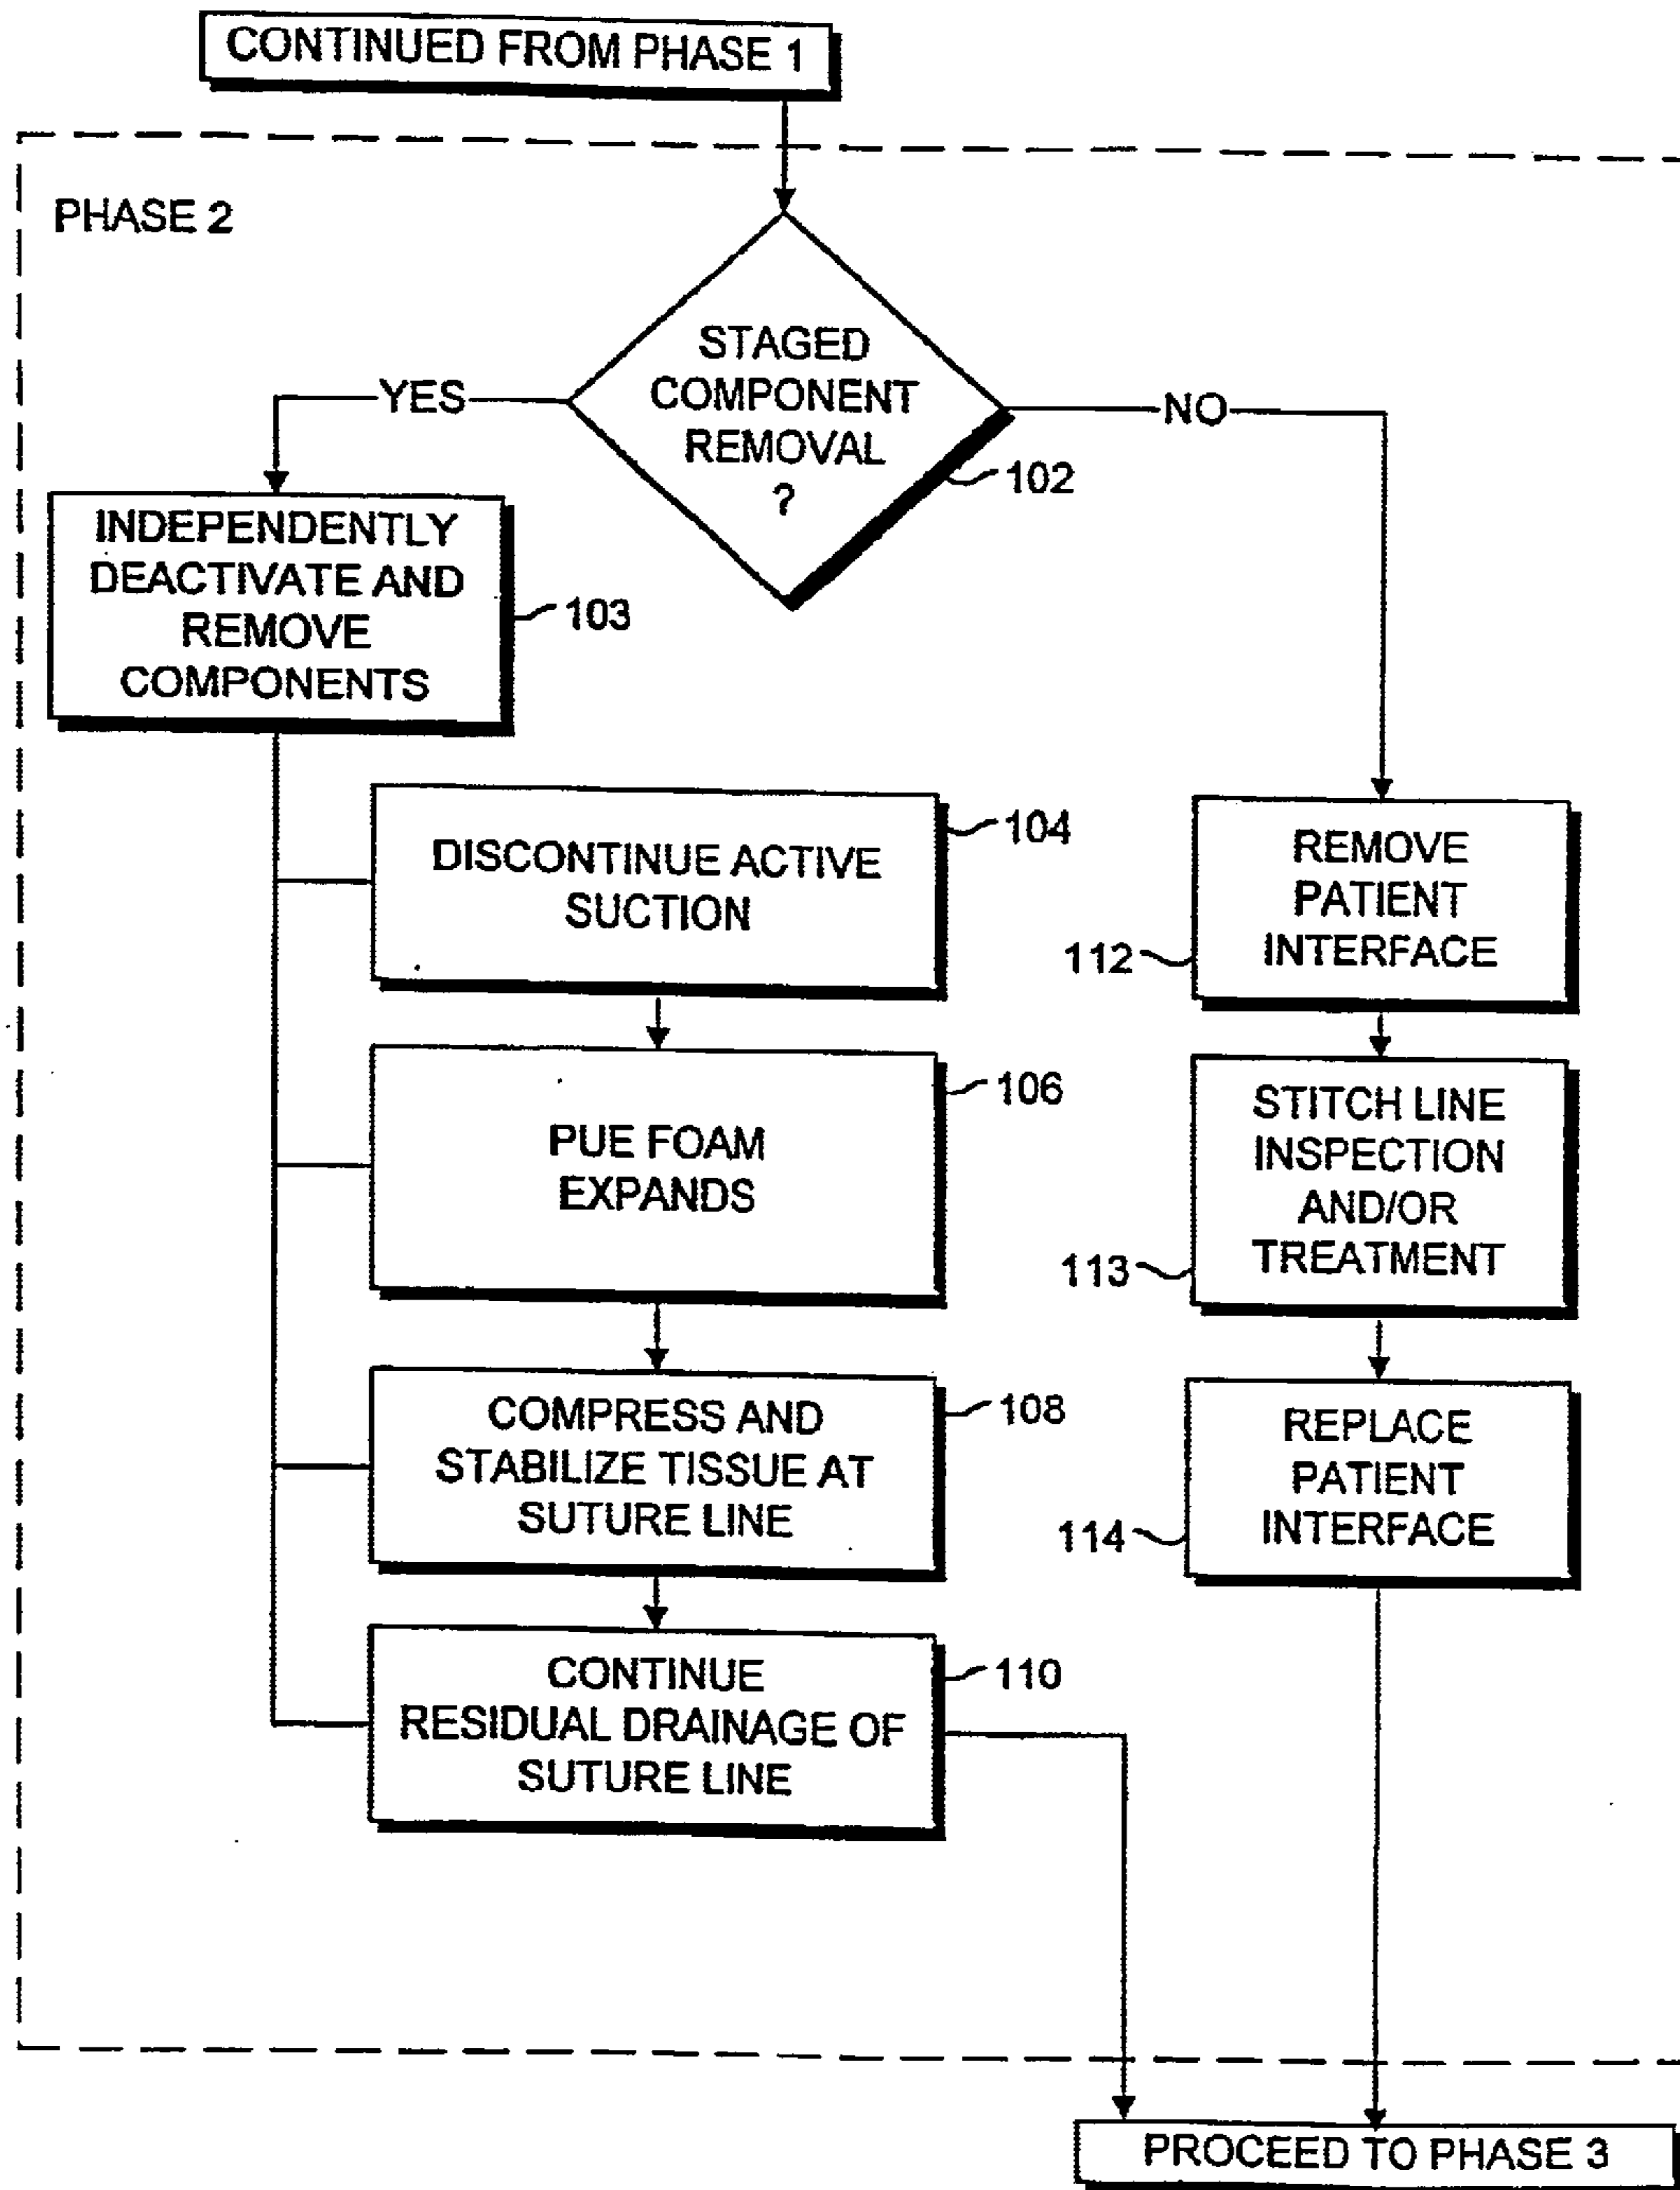 CONTINUED FROM PHASE 1
PHASE 2
STAGED
COMPONENT
REMOVAL
?
102
YES
NO
INDEPENDENTLY
DEACTIVATE AND
REMOVE
COMPONENTS
103
DISCONTINUE ACTIVE
SUCTION
104
PUE FOAM
EXPANDS
106
COMPRESS AND
STABILIZE TISSUE AT
SUTURE LINE
108
CONTINUE
RESIDUAL DRAINAGE OF
SUTURE LINE
110
REMOVE
PATIENT
INTERFACE
112
STITCH LINE
INSPECTION
AND/OR
TREATMENT
113
REPLACE
PATIENT
INTERFACE
114
PROCEED TO PHASE 3